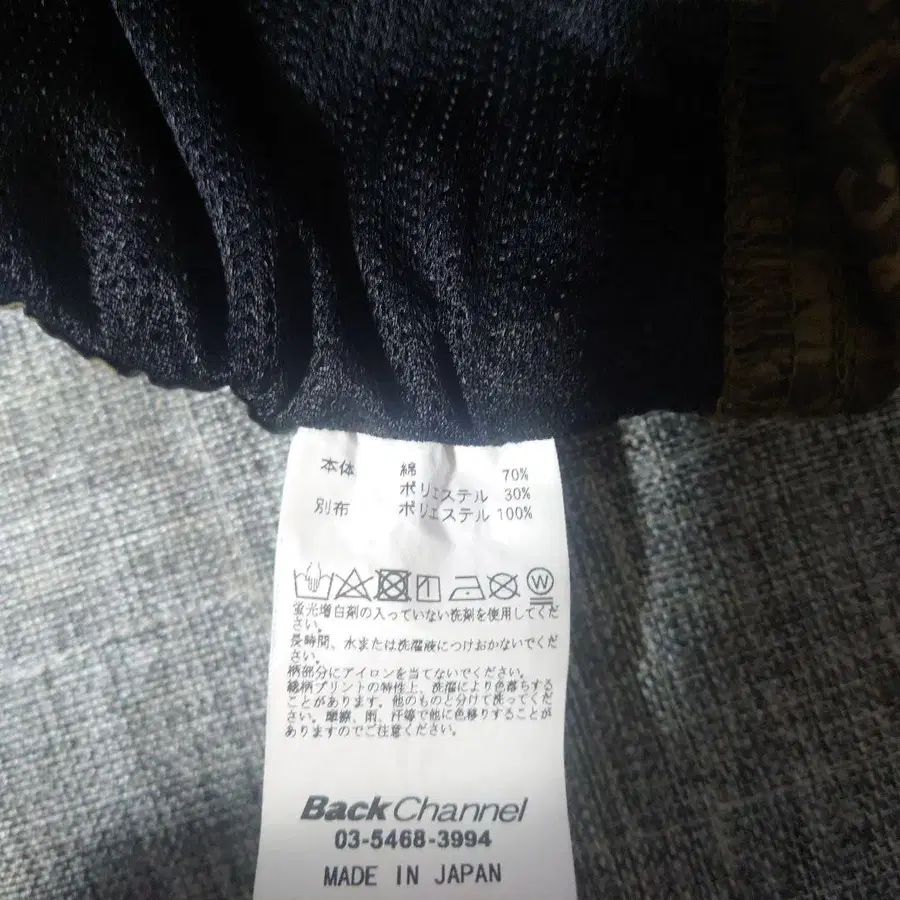 本体 綿 70%
ポリエステル 30%
別布 ポリエステル 100%
W
蛍光増白剤の入っていない洗剤を使用してくだ
さい。
長時間、水または洗濯液につけおかないでくだ
さい。
柄部分にアイロンを当てないでください。
総柄プリントの特性上、洗濯により色落ちする
ことがあります。他のものと分けて洗ってくだ
さい。摩擦、雨、汗等で他に色移りすることが
ありますのでご注意ください。
Back Channel
03-5468-3994
MADE IN JAPAN